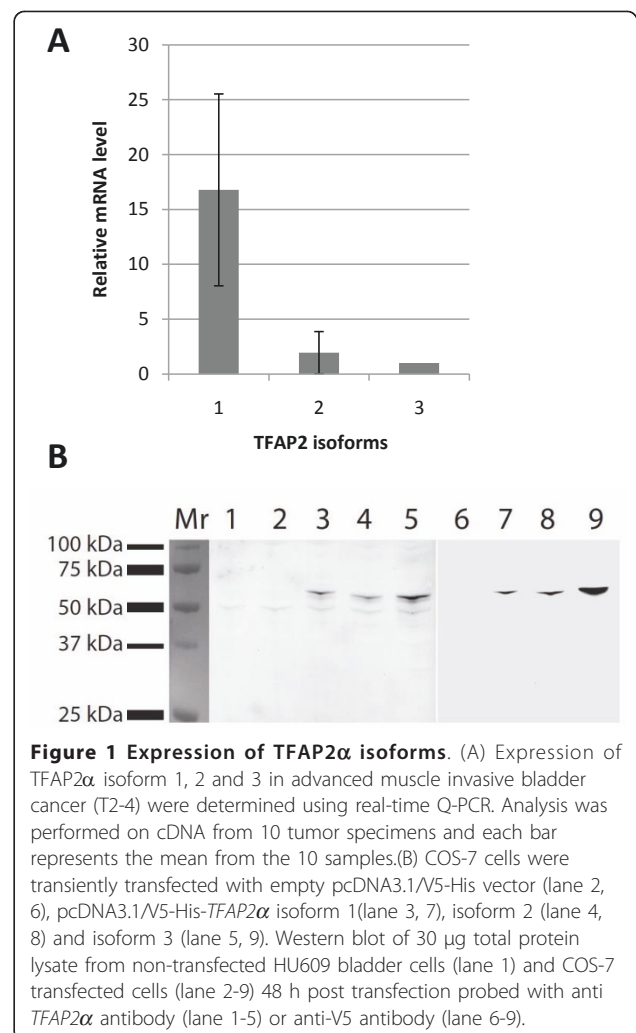 A
30
25
20
15
10
5
0
Relative mRNA level
1 2 3
TFAP2 isoforms
B
Mr 1 2 3 4 5 6 7 8 9
100 kDa
75 kDa
50 kDa
37 kDa
25 kDa
Figure 1 Expression of TFAP2α isoforms. (A) Expression of
TFAP2α isoform 1, 2 and 3 in advanced muscle invasive bladder
cancer (T2-4) were determined using real-time Q-PCR. Analysis was
performed on cDNA from 10 tumor specimens and each bar
represents the mean from the 10 samples.(B) COS-7 cells were
transiently transfected with empty pcDNA3.1/V5-His vector (lane 2,
6), pcDNA3.1/V5-His-TFAP2α isoform 1(lane 3, 7), isoform 2 (lane 4,
8) and isoform 3 (lane 5, 9). Western blot of 30 μg total protein
lysate from non-transfected HU609 bladder cells (lane 1) and COS-7
transfected cells (lane 2-9) 48 h post transfection probed with anti
TFAP2α antibody (lane 1-5) or anti-V5 antibody (lane 6-9).